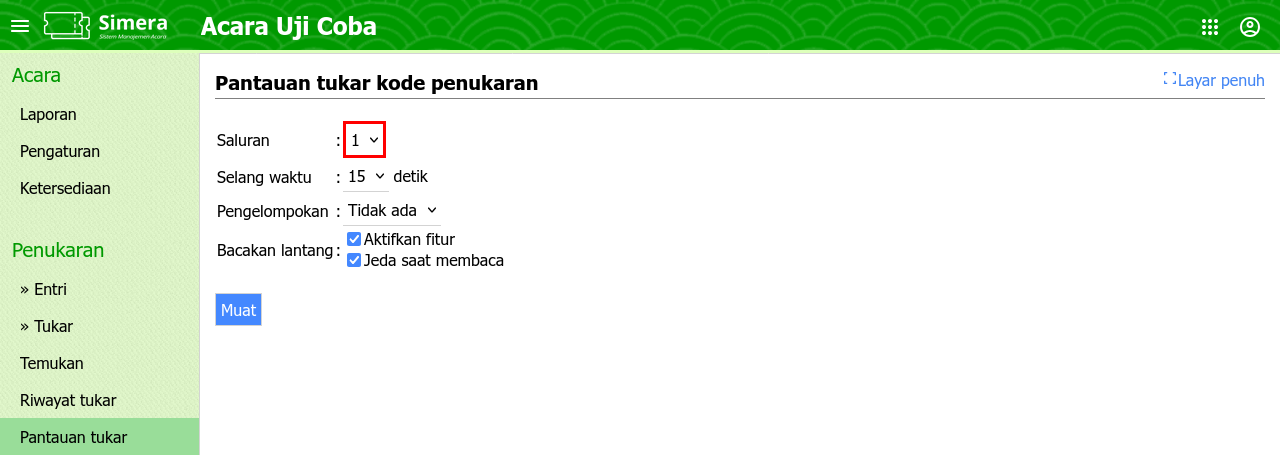 Simera
Sistem Manajemen Acara
Acara Uji Coba
Acara
Laporan
Pengaturan
Ketersediaan
Penukaran
» Entri
» Tukar
Temukan
Riwayat tukar
Pantauan tukar
Pantauan tukar kode penukaran
Layar penuh
Saluran : 1
Selang waktu : 15 detik
Pengelompokan : Tidak ada
Bacakan lantang : Aktifkan fitur
Jeda saat membaca
Muat